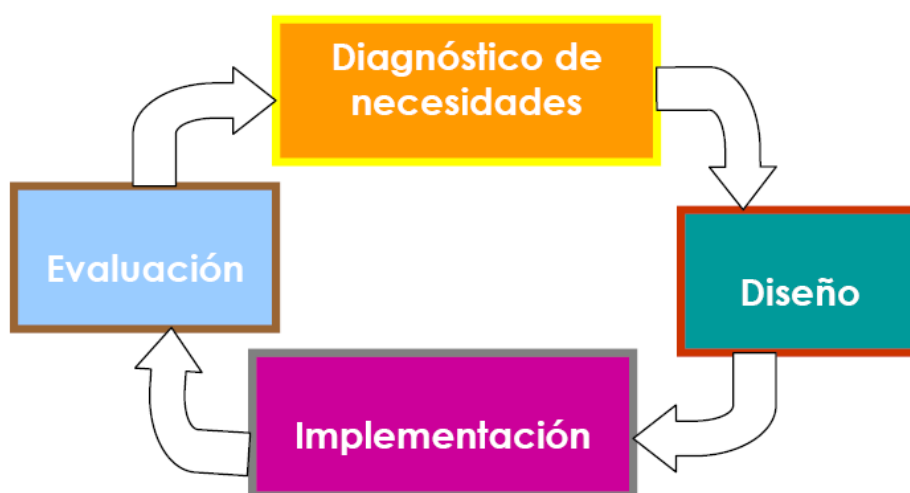 Diagnóstico de
necesidades
Diseño
Implementación
Evaluación